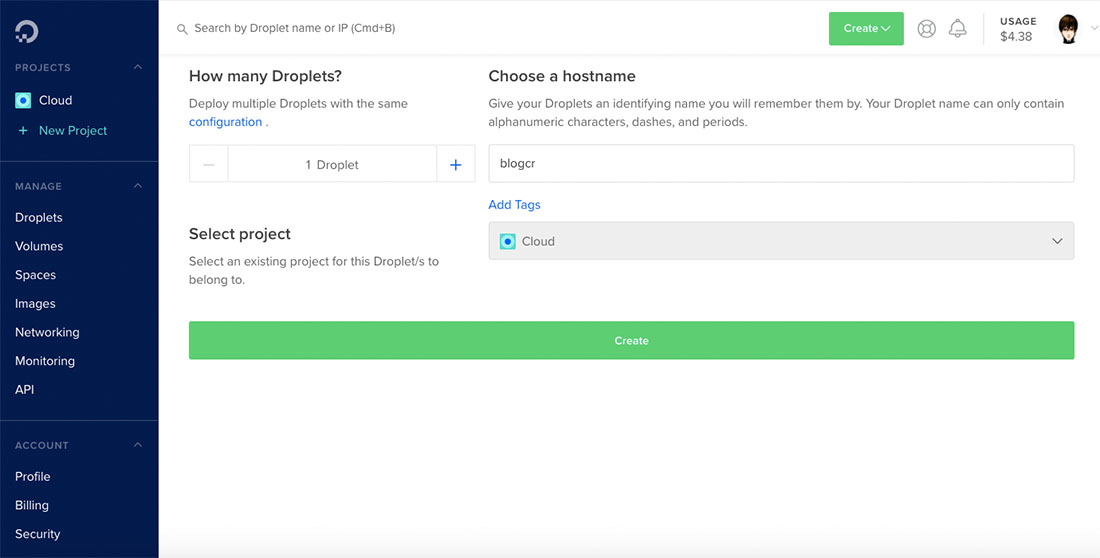 Search by Droplet name or IP (Cmd+B)
Create
USAGE
$4.38
PROJECTS
Cloud
+ New Project
MANAGE
Droplets
Volumes
Spaces
Images
Networking
Monitoring
API
ACCOUNT
Profile
Billing
Security
How many Droplets?
Deploy multiple Droplets with the same
configuration .
− 1 Droplet +
Choose a hostname
Give your Droplets an identifying name you will remember them by. Your Droplet name can only contain
alphanumeric characters, dashes, and periods.
blogcr
Add Tags
Select project
Select an existing project for this Droplet/s to
belong to.
Cloud
Create